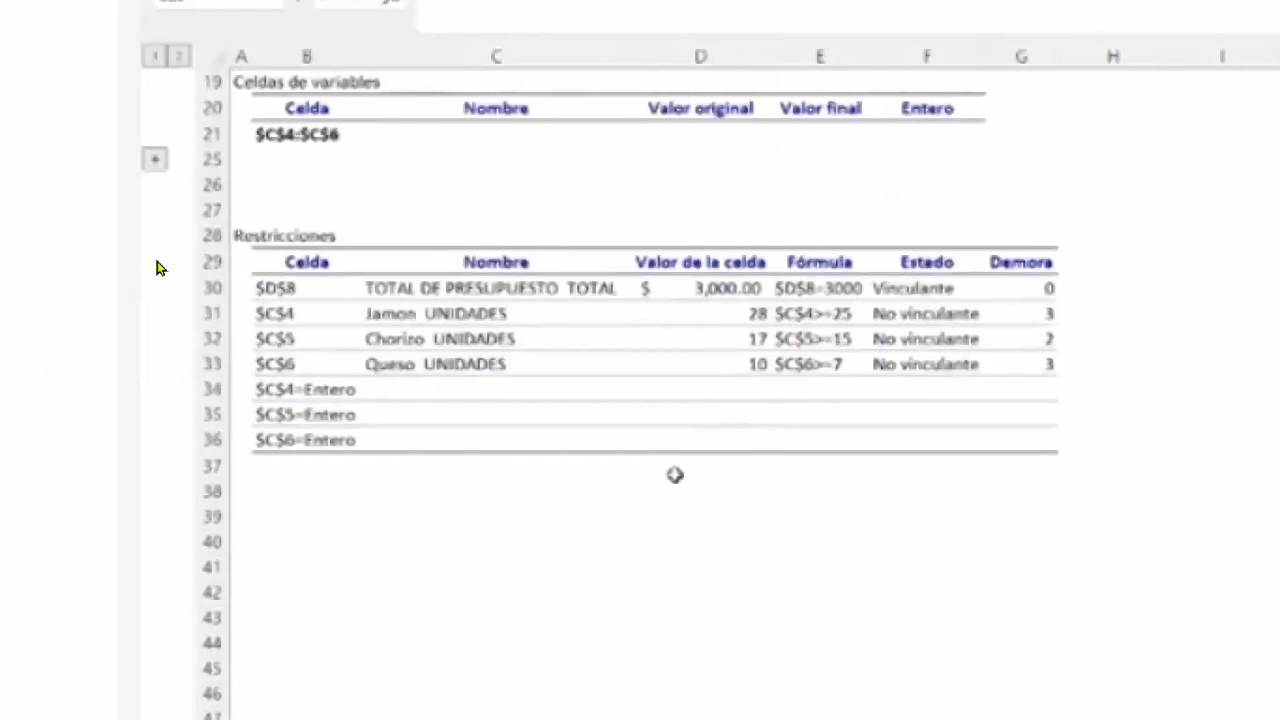 1 2
A B C D E F G H I
19 Celdas de variables
20 Celda Nombre Valor original Valor final Entero
21 $C$4:$C$6
+ 25
26
27
28 Restricciones
29 Celda Nombre Valor de la celda Fórmula Estado Demora
30 $D$8 TOTAL DE PRESUPUESTO TOTAL $ 3,000.00 $D$8=3000 Vinculante 0
31 $C$4 Jamon UNIDADES 28 $C$4>=25 No vinculante 3
32 $C$5 Chorizo UNIDADES 17 $C$5>=15 No vinculante 2
33 $C$6 Queso UNIDADES 10 $C$6>=7 No vinculante 3
34 $C$4=Entero
35 $C$5=Entero
36 $C$6=Entero
37
38
39
40
41
42
43
44
45
46
47